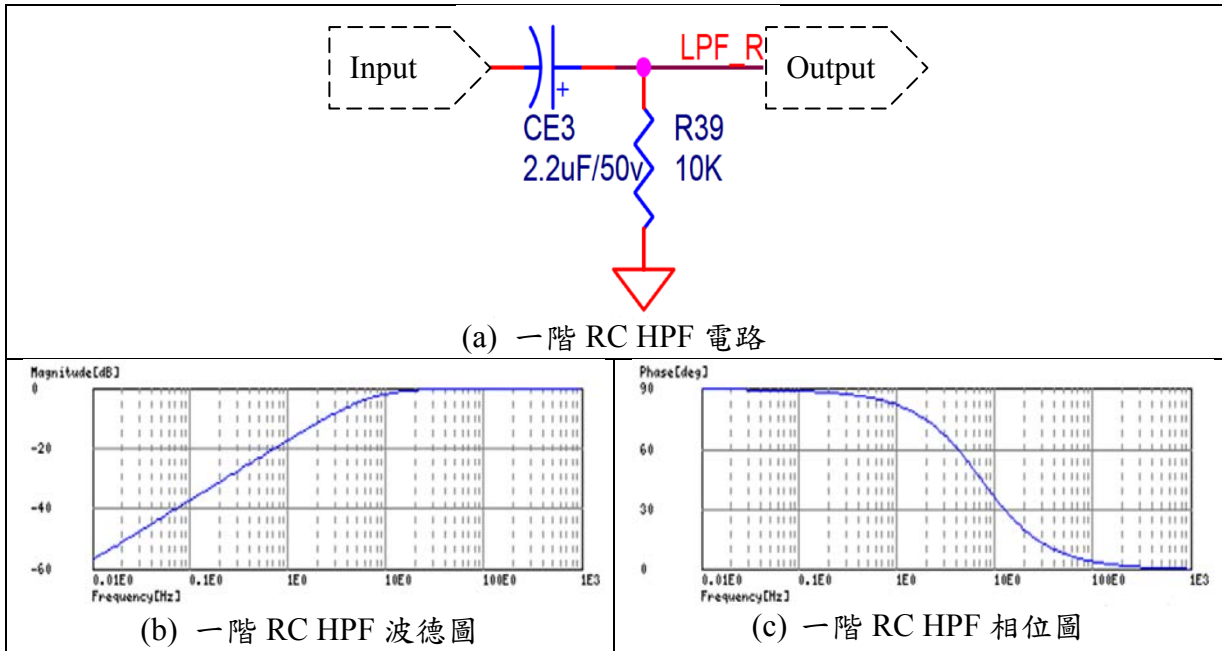 Input
LPF_R
Output
+
CE3
R39
2.2uF/50v
10K
(a) 一階 RC HPF 電路
Magnitude[dB]
0
-20
-40
-60
0.01E0 0.1E0 1E0 10E0 100E0 1E3
Frequency[Hz]
(b) 一階 RC HPF 波德圖
Phase[deg]
90
60
30
0
0.01E0 0.1E0 1E0 10E0 100E0 1E3
Frequency[Hz]
(c) 一階 RC HPF 相位圖